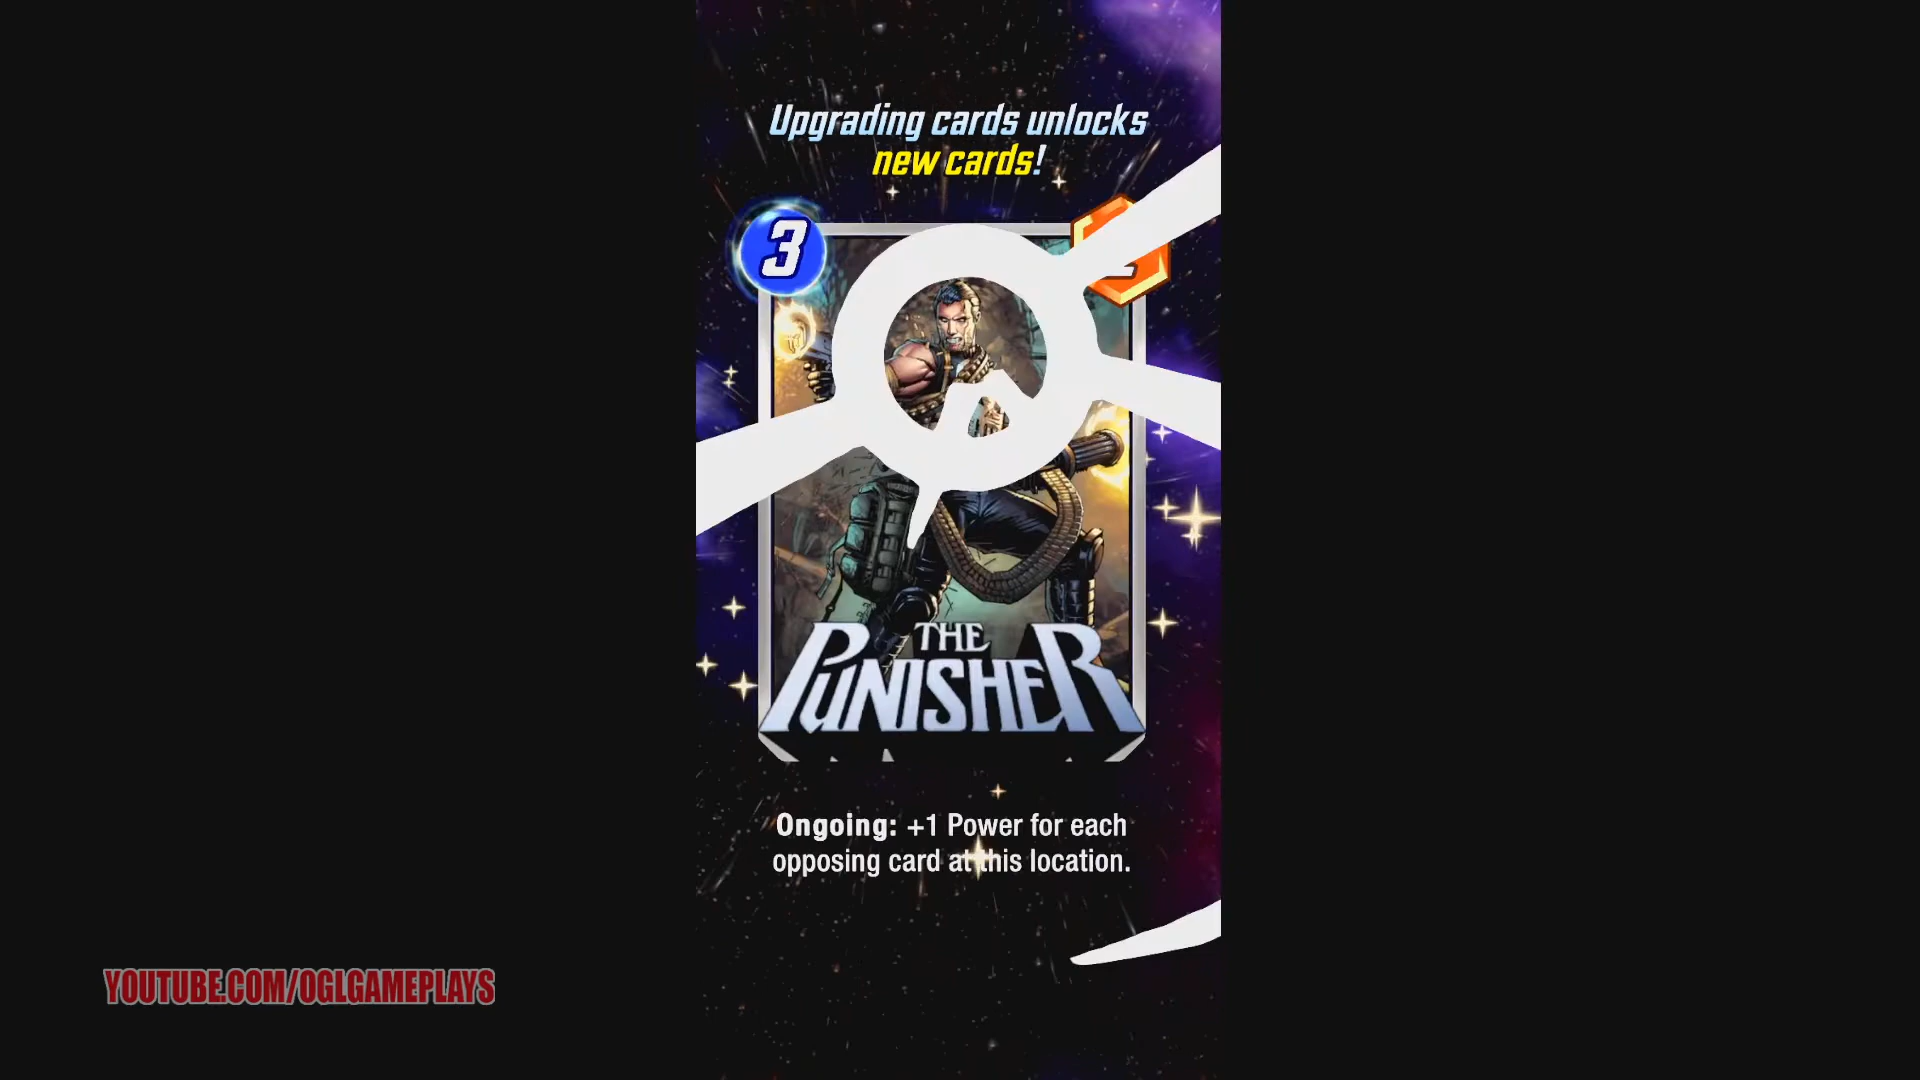 Upgrading cards unlocks
new cards!
3
THE
PUNISHER
Ongoing: +1 Power for each
opposing card at this location.
YOUTUBE.COM/OGLGAMEPLAYS